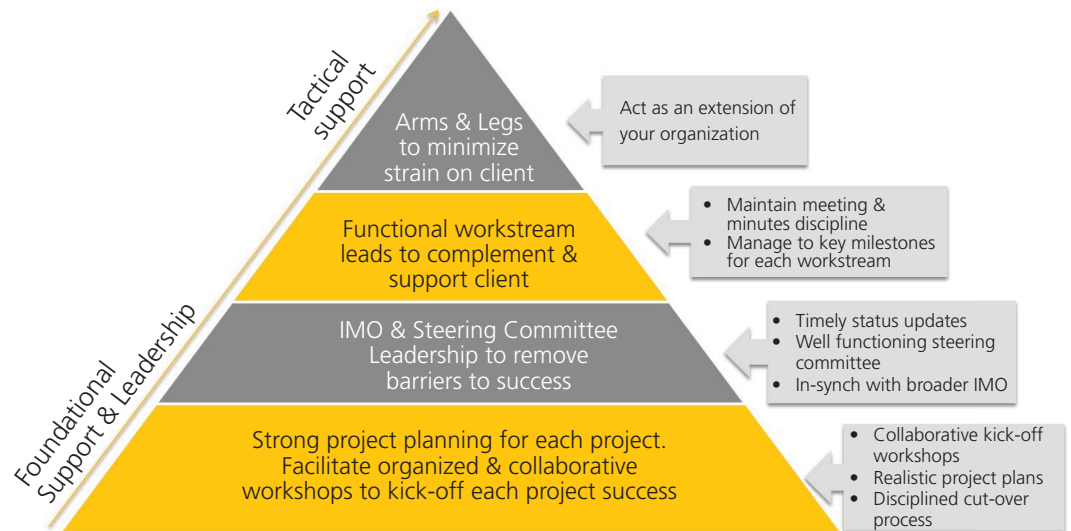 Tactical
support
Foundational
Support & Leadership
Arms & Legs
to minimize
strain on client
Act as an extension of
your organization
Functional workstream
leads to complement &
support client
• Maintain meeting &
minutes discipline
• Manage to key milestones
for each workstream
IMO & Steering Committee
Leadership to remove
barriers to success
• Timely status updates
• Well functioning steering
committee
• In-synch with broader IMO
Strong project planning for each project.
Facilitate organized & collaborative
workshops to kick-off each project success
• Collaborative kick-off
workshops
• Realistic project plans
• Disciplined cut-over
process